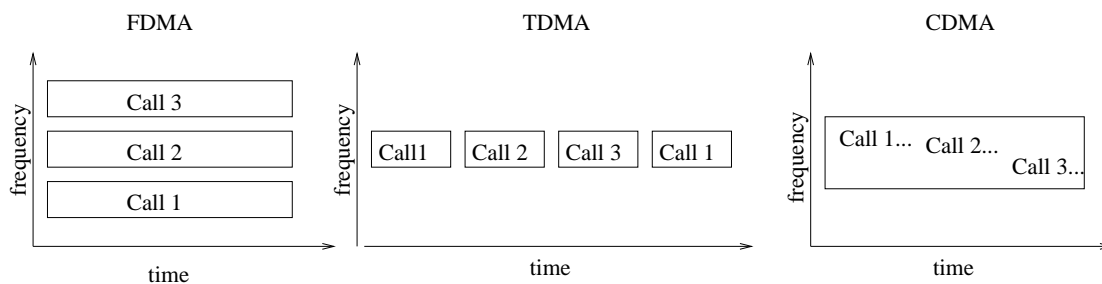 FDMA
frequency
Call 3
Call 2
Call 1
time
TDMA
frequency
Call1
Call 2
Call 3
Call 1
time
CDMA
frequency
Call 1...
Call 2...
Call 3...
time